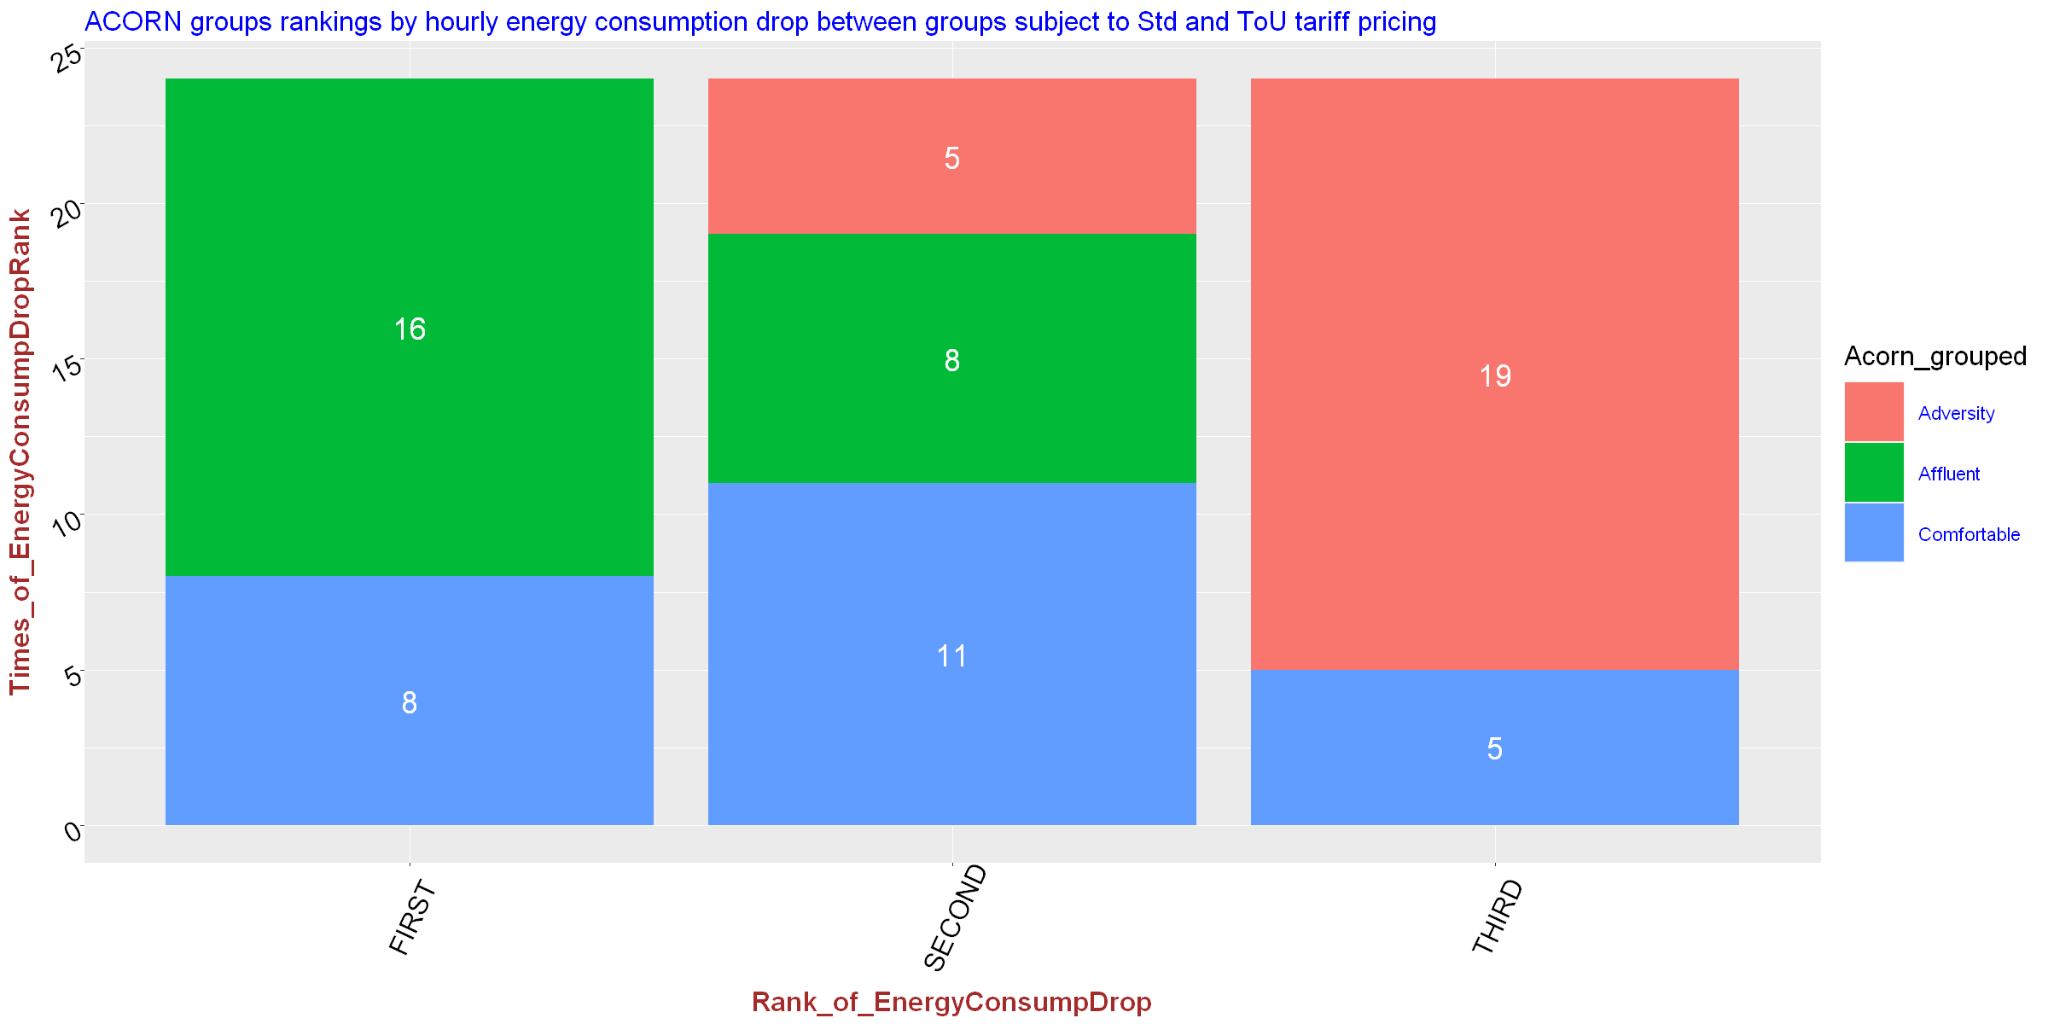 ACORN groups rankings by hourly energy consumption drop between groups subject to Std and ToU tariff pricing
Times_of_EnergyConsumpDropRank
25
20
15
10
5
0
16
8
5
8
11
19
5
FIRST
SECOND
THIRD
Rank_of_EnergyConsumpDrop
Acorn_grouped
Adversity
Affluent
Comfortable